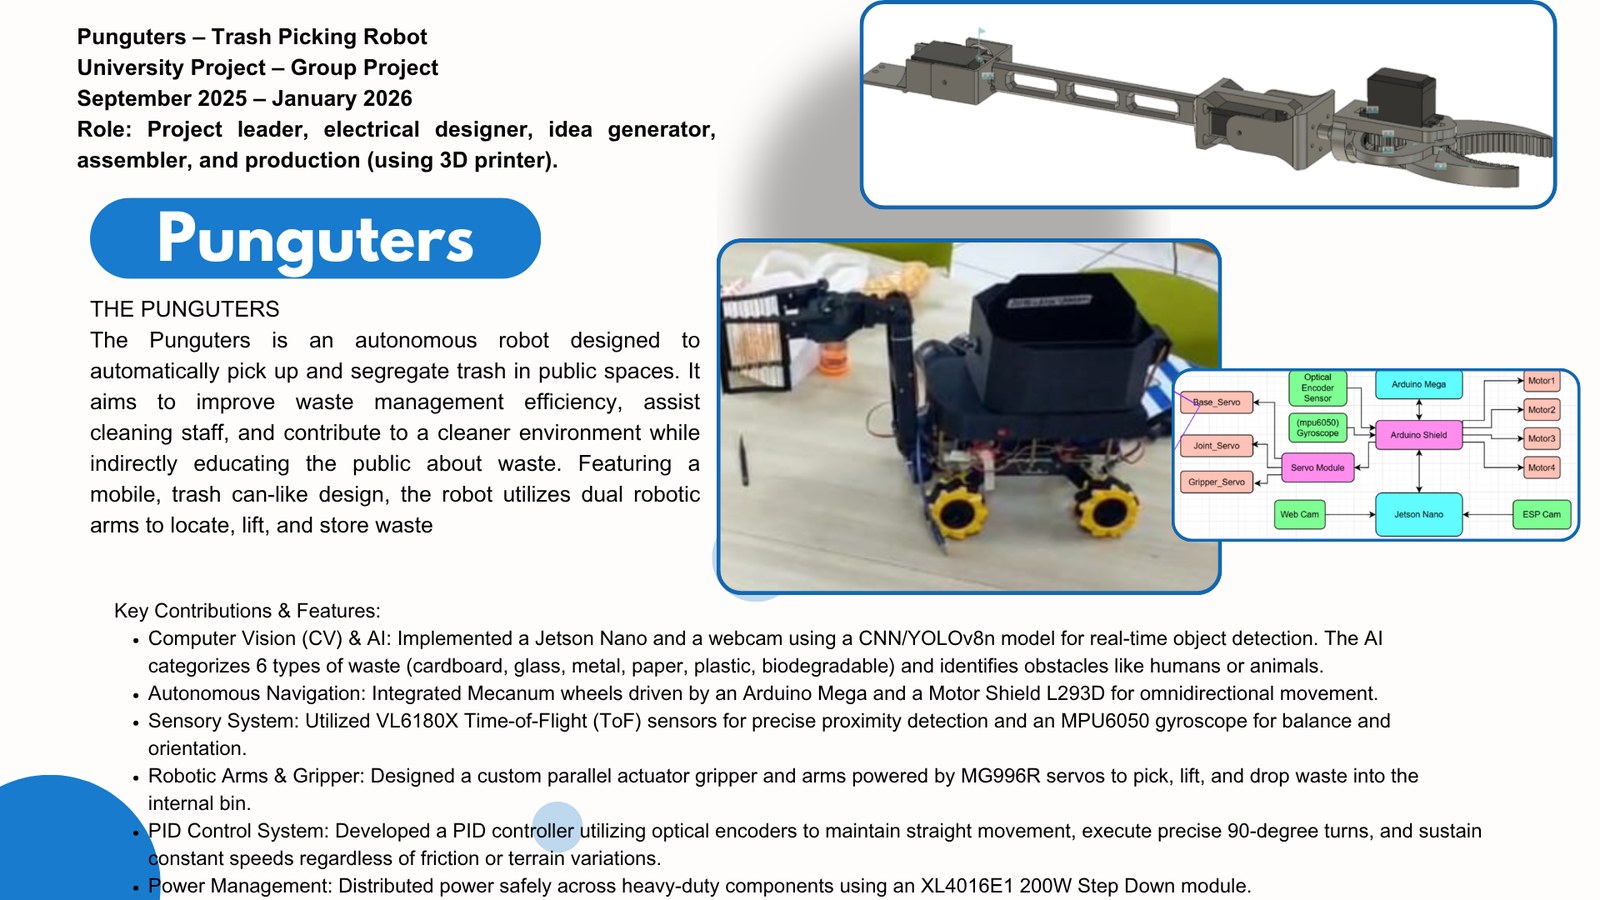 Punguters – Trash Picking Robot
University Project – Group Project
September 2025 – January 2026
Role: Project leader, electrical designer, idea generator,
assembler, and production (using 3D printer).
Punguters
THE PUNGUTERS
The Punguters is an autonomous robot designed to
automatically pick up and segregate trash in public spaces. It
aims to improve waste management efficiency, assist
cleaning staff, and contribute to a cleaner environment while
indirectly educating the public about waste. Featuring a
mobile, trash can-like design, the robot utilizes dual robotic
arms to locate, lift, and store waste
Optical
Encoder
Sensor
Arduino Mega
Motor1
Base_Servo
Motor2
(mpu6050)
Gyroscope
Arduino Shield
Motor3
Joint_Servo
Servo Module
Motor4
Gripper_Servo
Web Cam
Jetson Nano
ESP Cam
Key Contributions & Features:
• Computer Vision (CV) & AI: Implemented a Jetson Nano and a webcam using a CNN/YOLOv8n model for real-time object detection. The AI
categorizes 6 types of waste (cardboard, glass, metal, paper, plastic, biodegradable) and identifies obstacles like humans or animals.
• Autonomous Navigation: Integrated Mecanum wheels driven by an Arduino Mega and a Motor Shield L293D for omnidirectional movement.
• Sensory System: Utilized VL6180X Time-of-Flight (ToF) sensors for precise proximity detection and an MPU6050 gyroscope for balance and
orientation.
• Robotic Arms & Gripper: Designed a custom parallel actuator gripper and arms powered by MG996R servos to pick, lift, and drop waste into the
internal bin.
• PID Control System: Developed a PID controller utilizing optical encoders to maintain straight movement, execute precise 90-degree turns, and sustain
constant speeds regardless of friction or terrain variations.
• Power Management: Distributed power safely across heavy-duty components using an XL4016E1 200W Step Down module.